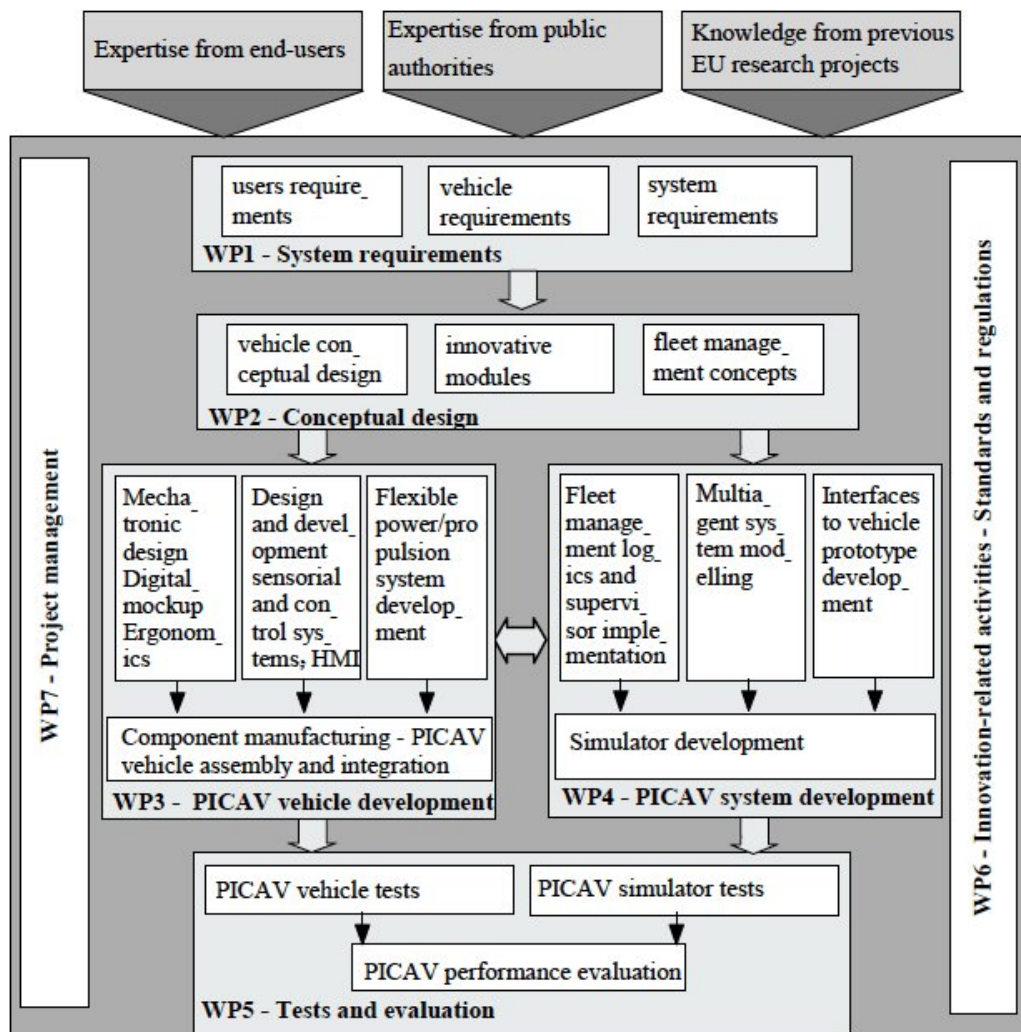 Expertise from end-users
Expertise from public
authorities
Knowledge from previous
EU research projects
WP7 - Project management
users require_
ments
vehicle
requirements
system
requirements
WP1 - System requirements
vehicle con_
ceptual design
innovative
modules
fleet manage_
ment concepts
WP2 - Conceptual design
Mecha_
tronic
design
Digital
mockup
Ergonom_
ics
Design
and devel_
opment
sensorial
and con_
trol sys_
tems, HMI
Flexible
power/pro
pulsion
system
develop_
ment
Component manufacturing - PICAV
vehicle assembly and integration
WP3 - PICAV vehicle development
Fleet
manage_
ment log_
ics and
supervi_
sor imple_
mentation
Multia_
gent sys_
tem mod_
elling
Interfaces
to vehicle
prototype
develop_
ment
Simulator development
WP4 - PICAV system development
PICAV vehicle tests
PICAV simulator tests
PICAV performance evaluation
WP5 - Tests and evaluation
WP6 - Innovation-related activities - Standards and regulations